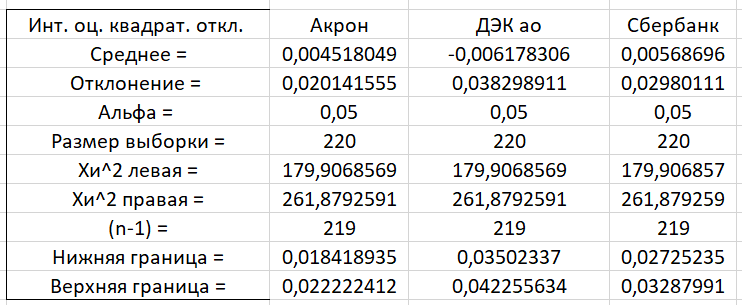 Инт. оц. квадрат. откл. Акрон ДЭК ао Сбербанк
Среднее = 0,004518049 -0,006178306 0,00568696
Отклонение = 0,020141555 0,038298911 0,02980111
Альфа = 0,05 0,05 0,05
Размер выборки = 220 220 220
Хи^2 левая = 179,9068569 179,9068569 179,906857
Хи^2 правая = 261,8792591 261,8792591 261,879259
(n-1) = 219 219 219
Нижняя граница = 0,018418935 0,03502337 0,02725235
Верхняя граница = 0,022222412 0,042255634 0,03287991